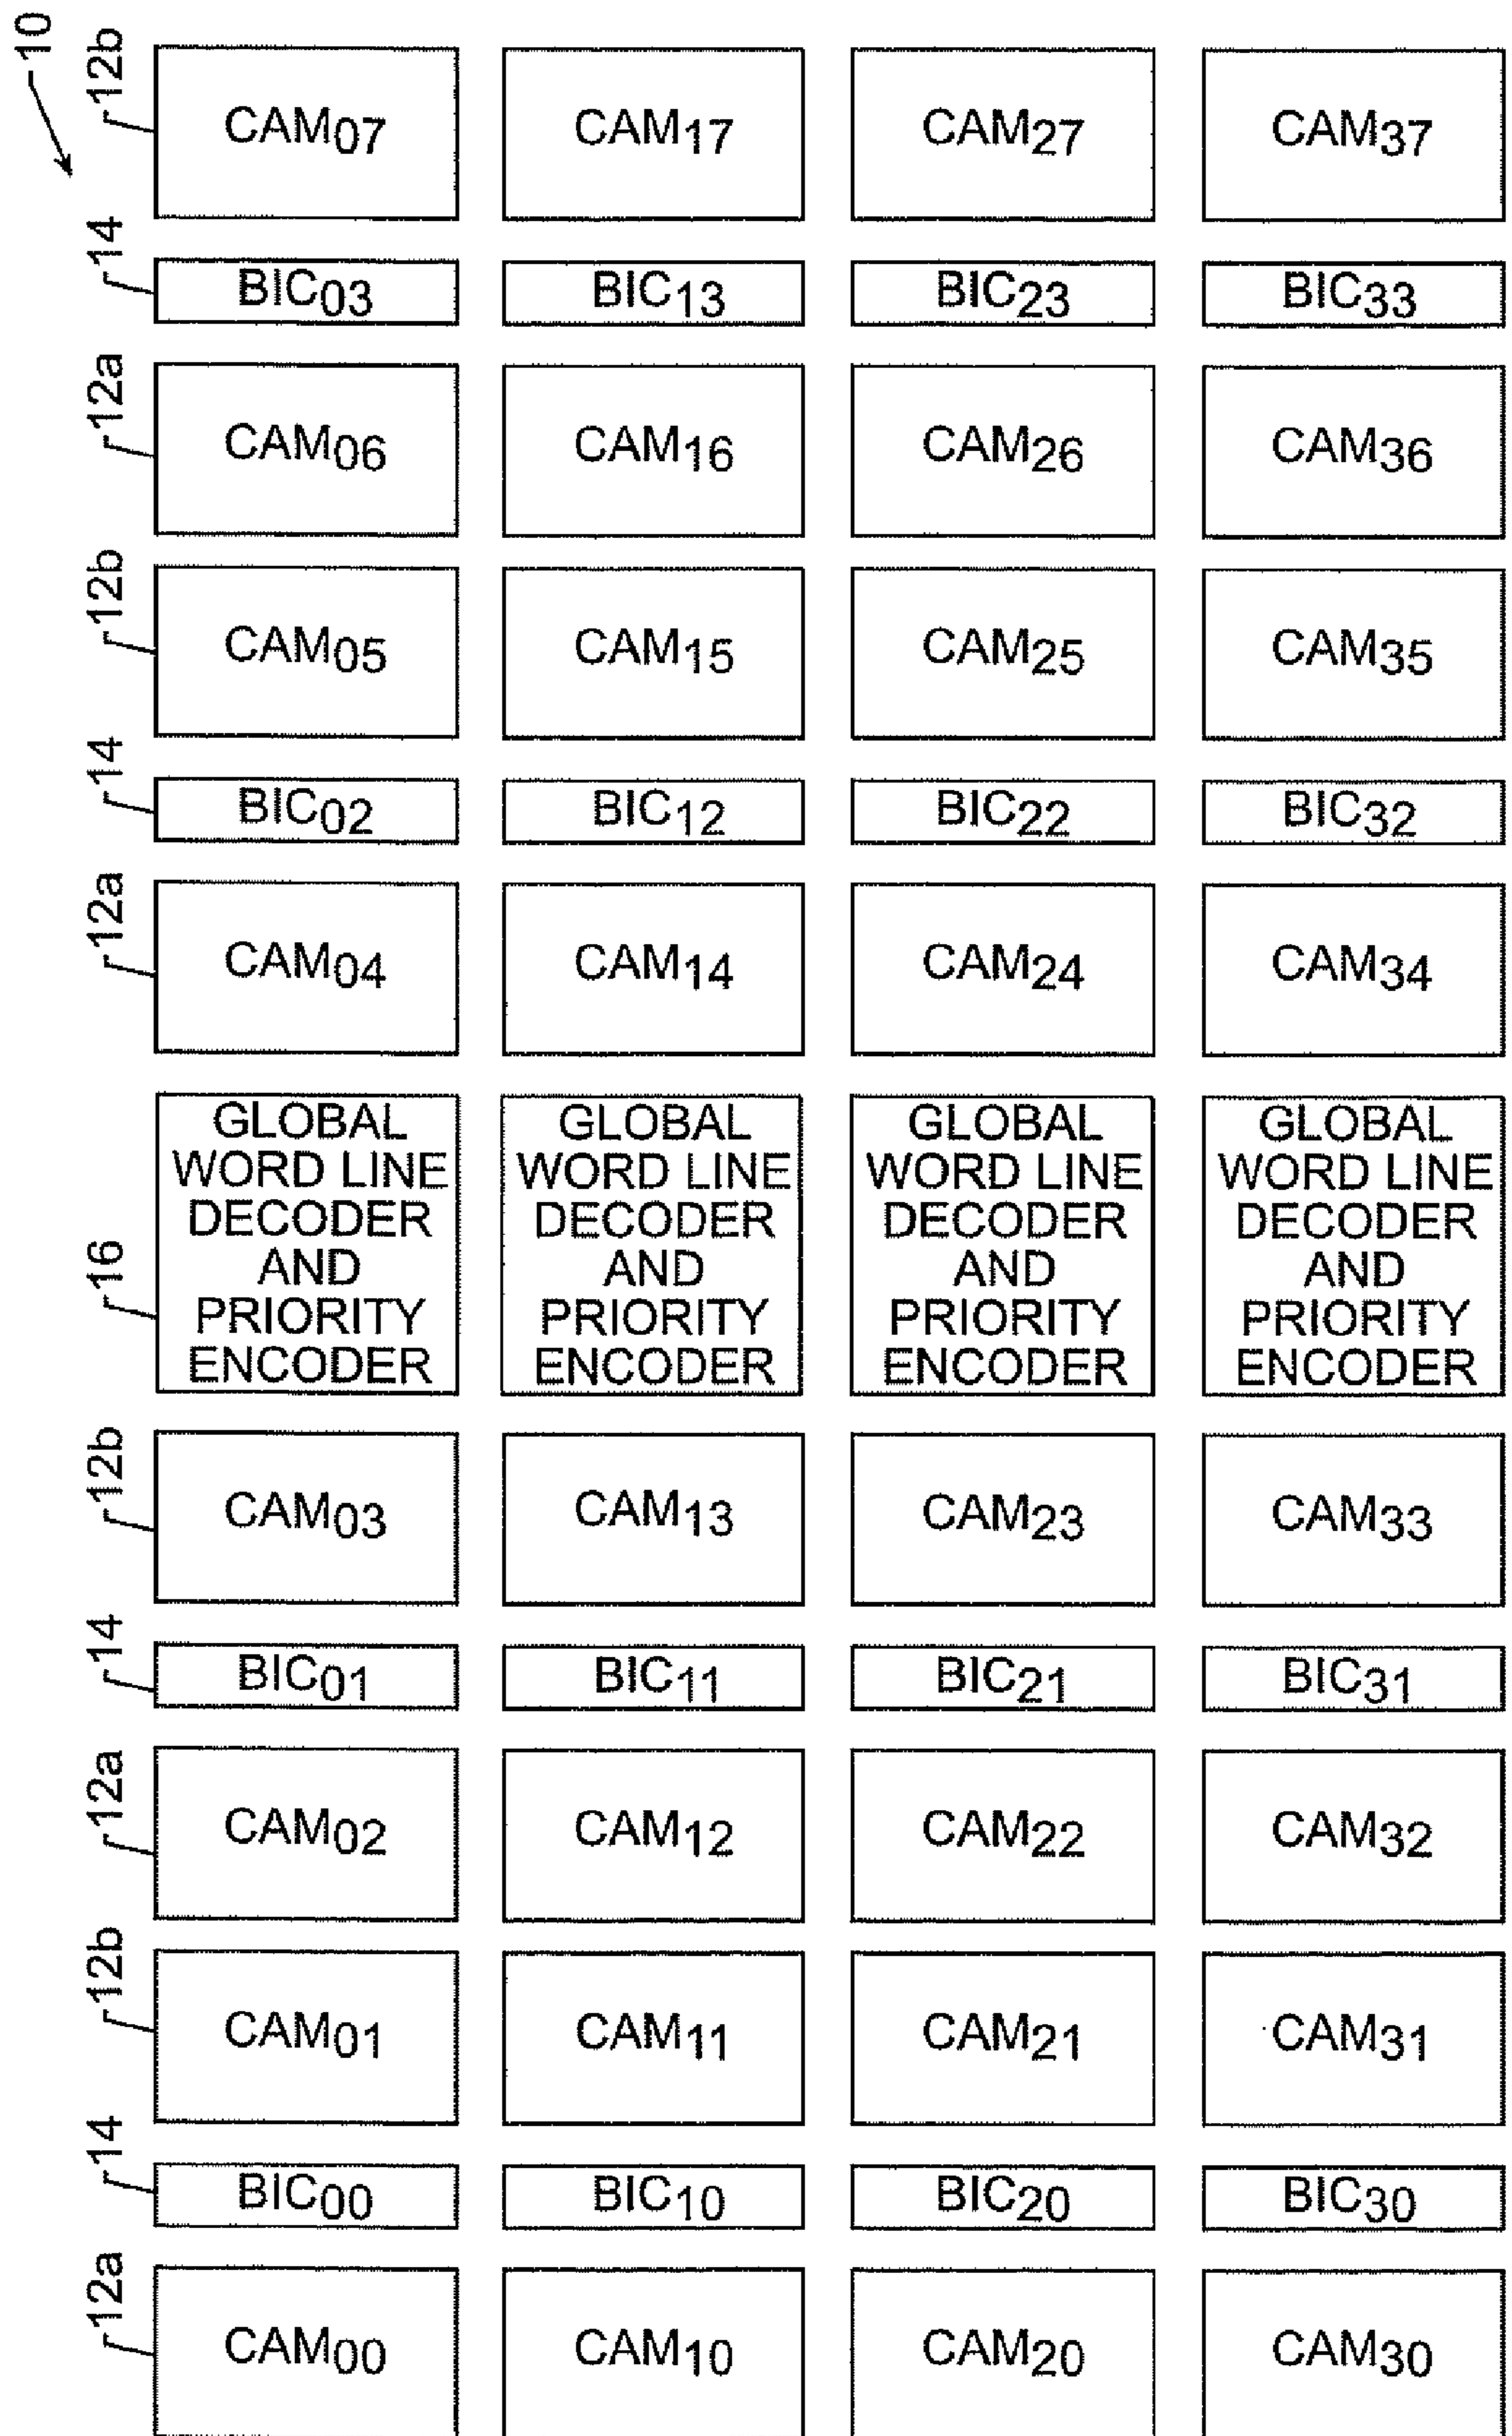 10
12b
CAM07 CAM17 CAM27 CAM37
14
BIC03 BIC13 BIC23 BIC33
12a
CAM06 CAM16 CAM26 CAM36
12b
CAM05 CAM15 CAM25 CAM35
14
BIC02 BIC12 BIC22 BIC32
12a
CAM04 CAM14 CAM24 CAM34
16
GLOBAL
WORD LINE
DECODER
AND
PRIORITY
ENCODER
GLOBAL
WORD LINE
DECODER
AND
PRIORITY
ENCODER
GLOBAL
WORD LINE
DECODER
AND
PRIORITY
ENCODER
GLOBAL
WORD LINE
DECODER
AND
PRIORITY
ENCODER
12b
CAM03 CAM13 CAM23 CAM33
14
BIC01 BIC11 BIC21 BIC31
12a
CAM02 CAM12 CAM22 CAM32
12b
CAM01 CAM11 CAM21 CAM31
14
BIC00 BIC10 BIC20 BIC30
12a
CAM00 CAM10 CAM20 CAM30